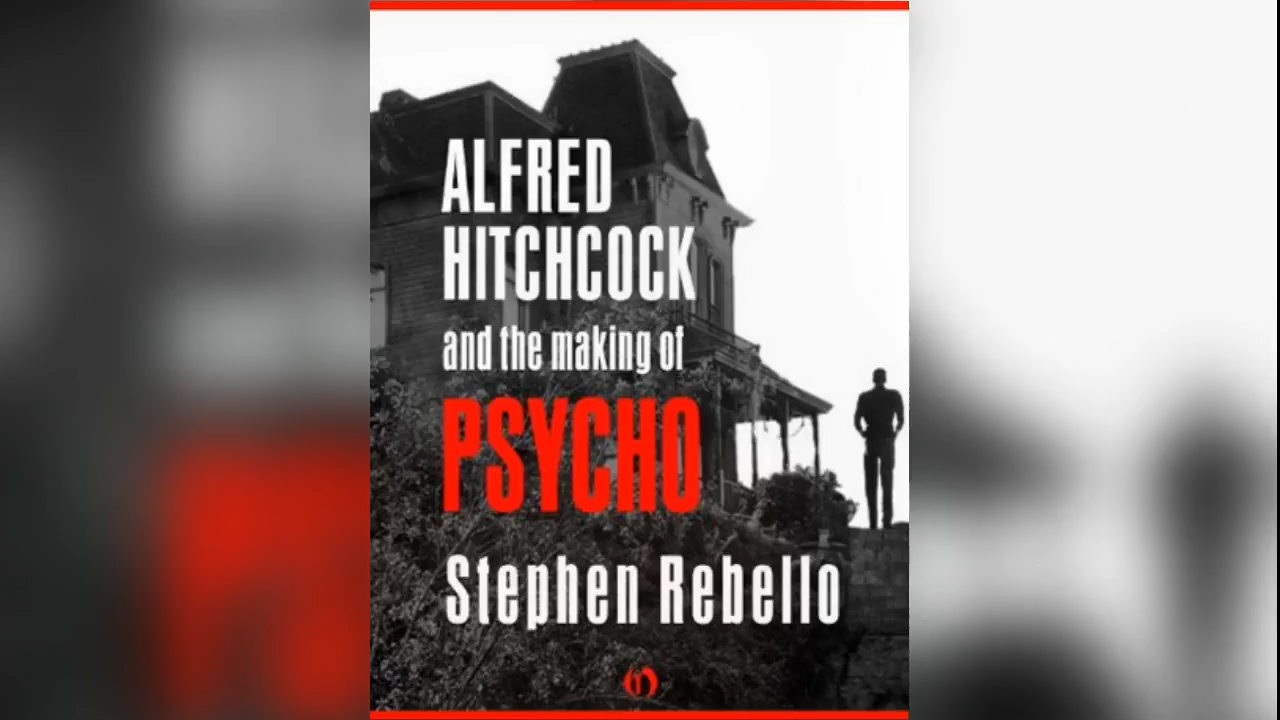 ALFRED
HITCHCOCK
and the making of
PSYCHO
Stephen Rebello